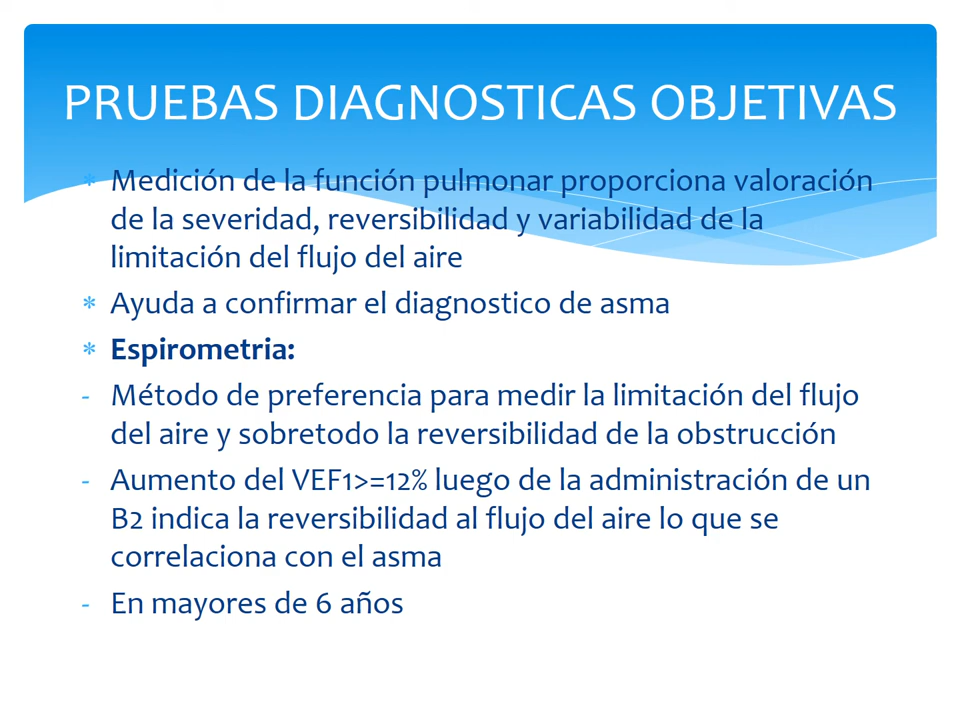 PRUEBAS DIAGNOSTICAS OBJETIVAS
* Medición de la función pulmonar proporciona valoración
de la severidad, reversibilidad y variabilidad de la
limitación del flujo del aire
* Ayuda a confirmar el diagnostico de asma
* Espirometria:
- Método de preferencia para medir la limitación del flujo
del aire y sobretodo la reversibilidad de la obstrucción
- Aumento del VEF1>=12% luego de la administración de un
B2 indica la reversibilidad al flujo del aire lo que se
correlaciona con el asma
- En mayores de 6 años